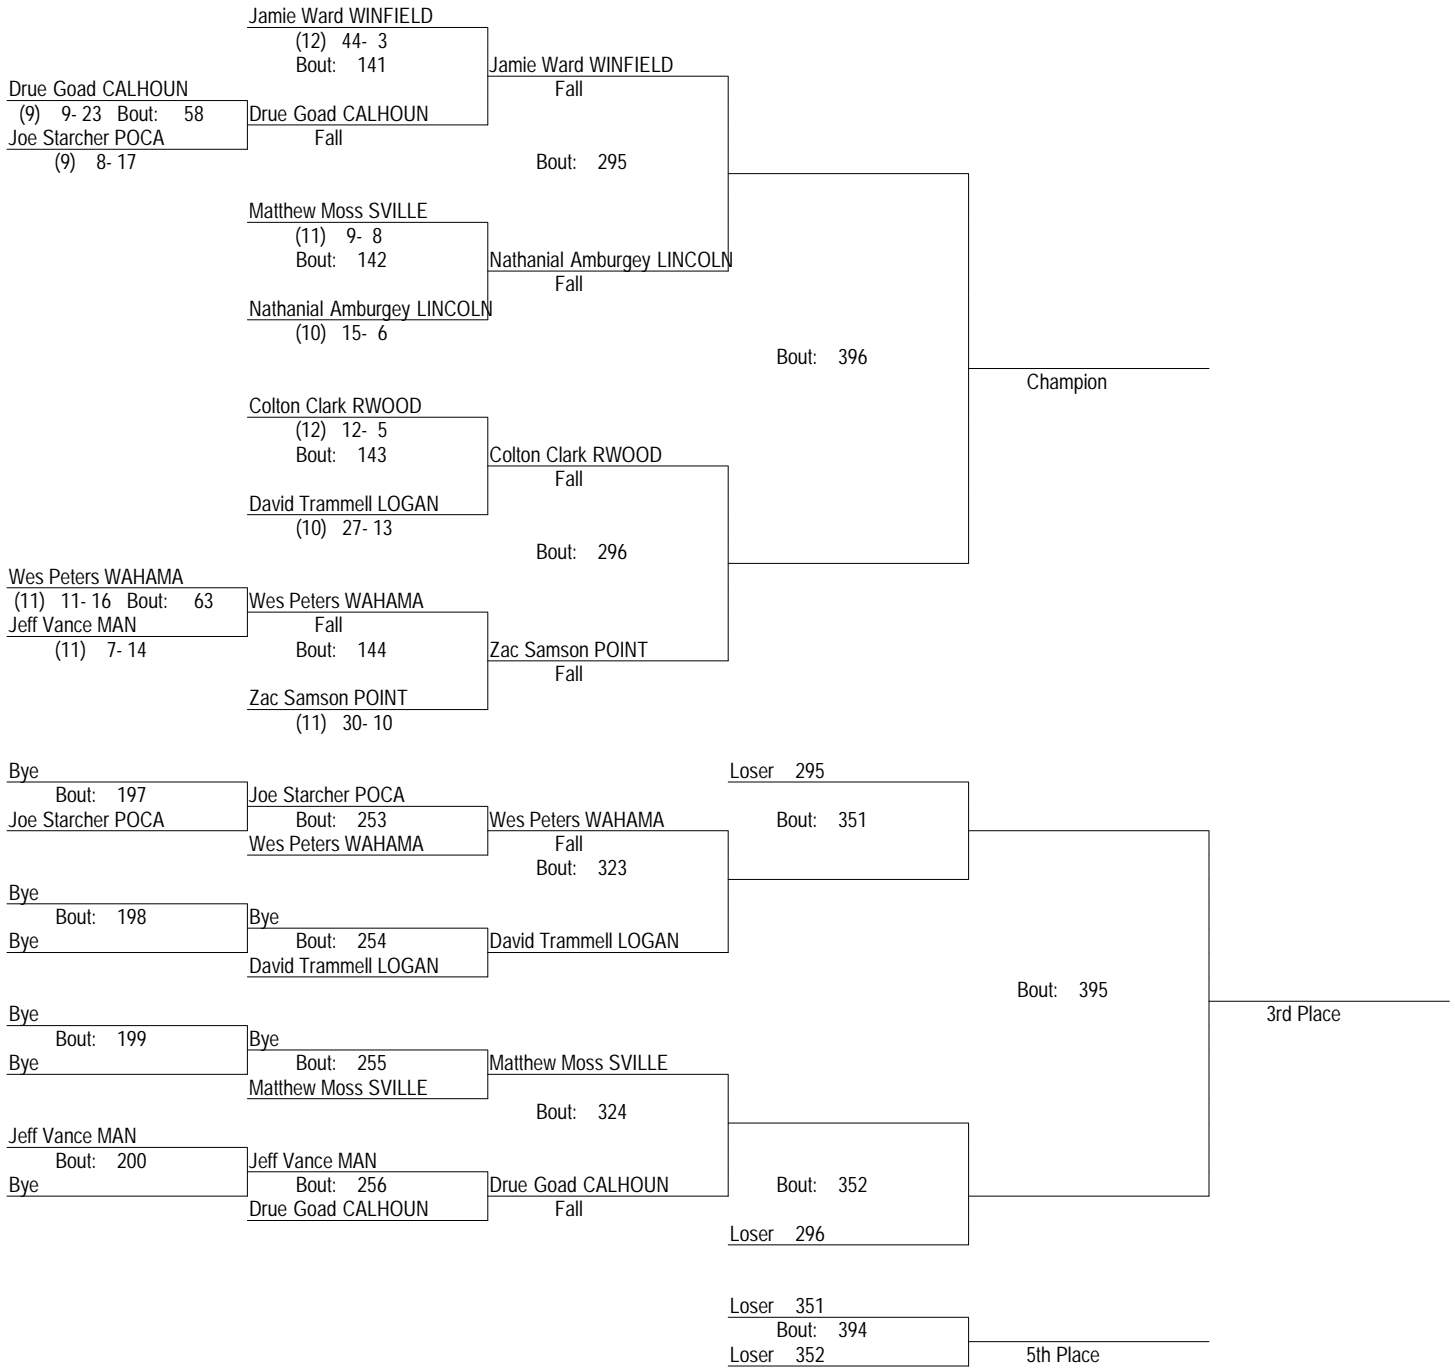 Jamie Ward WINFIELD
(12) 44- 3
Bout: 141
Jamie Ward WINFIELD
Fall
Drue Goad CALHOUN
(9) 9- 23 Bout: 58
Drue Goad CALHOUN
Fall
Joe Starcher POCA
(9) 8- 17
Bout: 295
Matthew Moss SVILLE
(11) 9- 8
Bout: 142
Nathanial Amburgey LINCOLN
Fall
Nathanial Amburgey LINCOLN
(10) 15- 6
Bout: 396
Champion
Colton Clark RWOOD
(12) 12- 5
Bout: 143
Colton Clark RWOOD
Fall
David Trammell LOGAN
(10) 27- 13
Bout: 296
Wes Peters WAHAMA
(11) 11- 16 Bout: 63
Wes Peters WAHAMA
Fall
Jeff Vance MAN
(11) 7- 14
Bout: 144
Zac Samson POINT
Fall
Zac Samson POINT
(11) 30- 10
Bye
Bout: 197
Joe Starcher POCA
Joe Starcher POCA
Bout: 253
Wes Peters WAHAMA
Wes Peters WAHAMA
Fall
Bout: 323
Loser 295
Bout: 351
Bye
Bout: 198
Bye
Bye
Bout: 254
David Trammell LOGAN
David Trammell LOGAN
Bout: 395
3rd Place
Bye
Bout: 199
Bye
Bye
Bout: 255
Matthew Moss SVILLE
Matthew Moss SVILLE
Bout: 324
Jeff Vance MAN
Bout: 200
Bye
Jeff Vance MAN
Bout: 256
Drue Goad CALHOUN
Drue Goad CALHOUN
Fall
Bout: 352
Loser 296
Loser 351
Bout: 394
Loser 352
5th Place